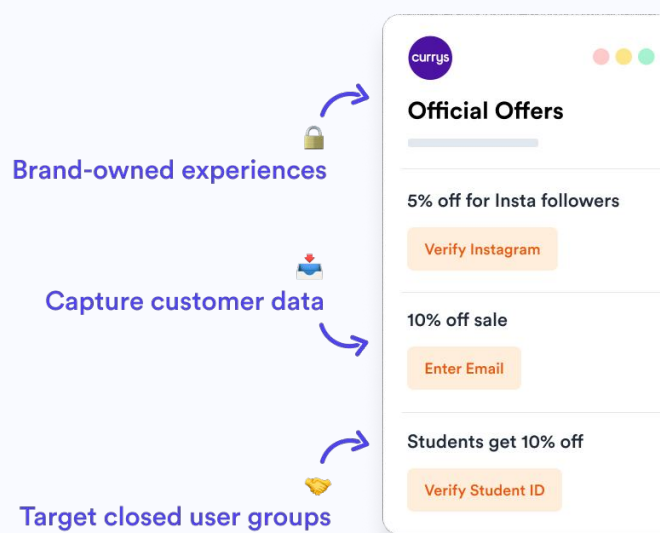 currys
Official Offers
Brand-owned experiences
5% off for Insta followers
Verify Instagram
Capture customer data
10% off sale
Enter Email
Students get 10% off
Verify Student ID
Target closed user groups